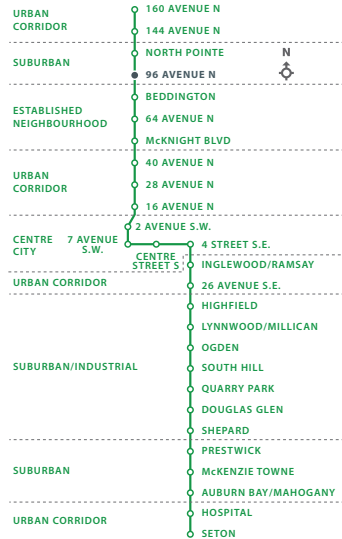 URBAN
CORRIDOR
160 AVENUE N
144 AVENUE N
SUBURBAN
NORTH POINTE
96 AVENUE N
N
ESTABLISHED
NEIGHBOURHOOD
BEDDINGTON
64 AVENUE N
McKNIGHT BLVD
URBAN
CORRIDOR
40 AVENUE N
28 AVENUE N
16 AVENUE N
CENTRE
CITY
2 AVENUE S.W.
7 AVENUE
S.W.
CENTRE
STREET S
4 STREET S.E.
URBAN CORRIDOR
INGLEWOOD/RAMSAY
26 AVENUE S.E.
SUBURBAN/INDUSTRIAL
HIGHFIELD
LYNNWOOD/MILLICAN
OGDEN
SOUTH HILL
QUARRY PARK
DOUGLAS GLEN
SHEPARD
SUBURBAN
PRESTWICK
McKENZIE TOWNE
AUBURN BAY/MAHOGANY
URBAN CORRIDOR
HOSPITAL
SETON